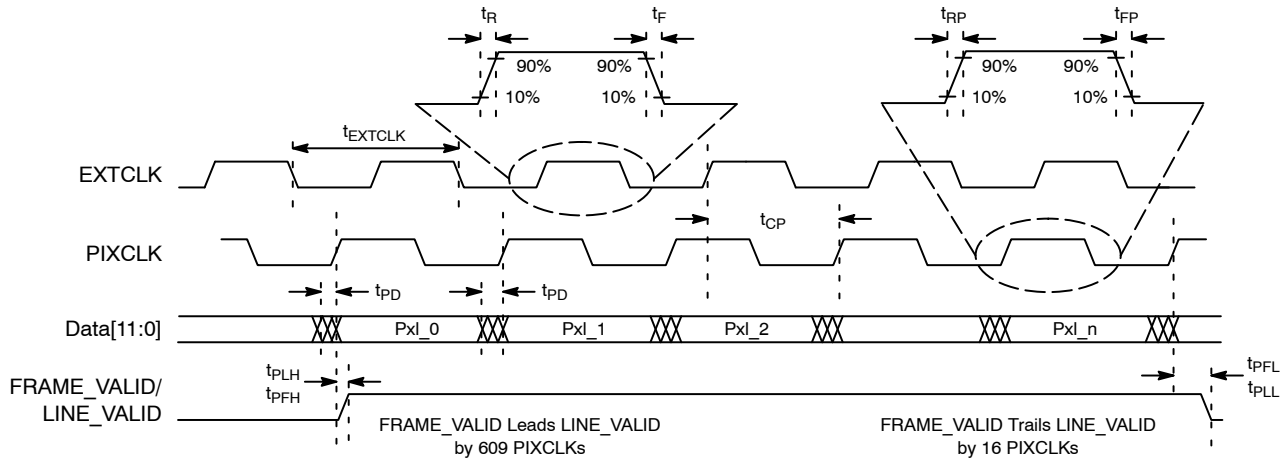 tR
tF
tRP
tFP
90%
90%
90%
90%
10%
10%
10%
10%
tEXTCLK
EXTCLK
tCP
PIXCLK
tPD
tPD
Data[11:0]
Pxl_0
Pxl_1
Pxl_2
Pxl_n
tPLH
tPFH
tPFL
tPLL
FRAME_VALID/
LINE_VALID
FRAME_VALID Leads LINE_VALID
by 609 PIXCLKs
FRAME_VALID Trails LINE_VALID
by 16 PIXCLKs